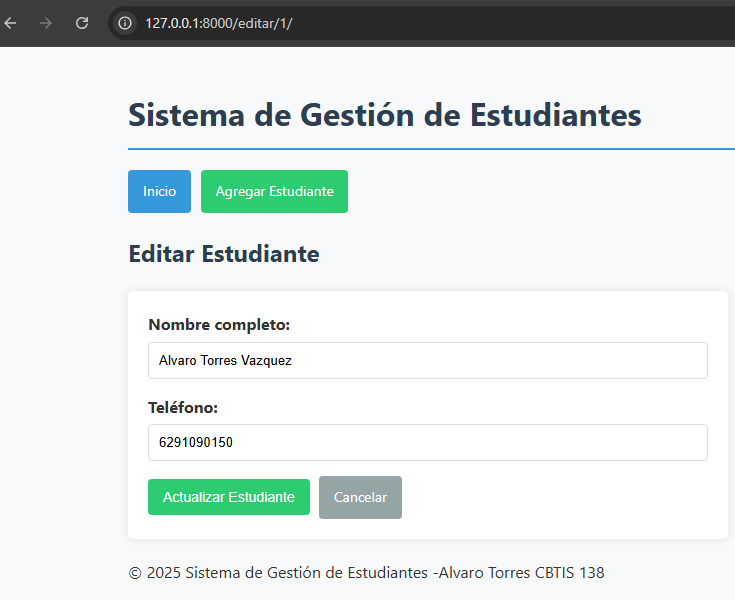 127.0.0.1:8000/editar/1/
Sistema de Gestión de Estudiantes
Inicio Agregar Estudiante
Editar Estudiante
Nombre completo:
Alvaro Torres Vazquez
Teléfono:
6291090150
Actualizar Estudiante Cancelar
© 2025 Sistema de Gestión de Estudiantes -Alvaro Torres CBTIS 138